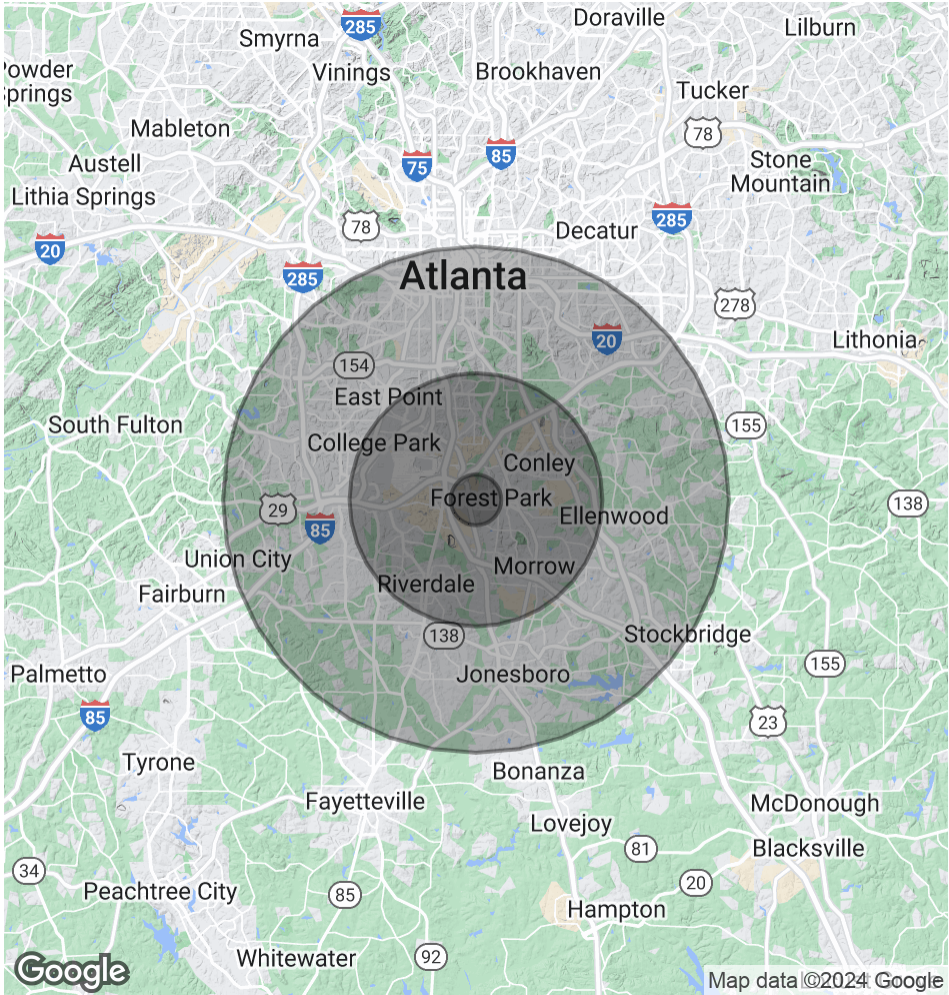 Doraville
285
Smyrna
Lilburn
Powder
Springs
Vinings
Brookhaven
Tucker
Mableton
78
85
75
Austell
Stone
Mountain
Lithia Springs
285
78
Decatur
20
Atlanta
285
278
20
Lithonia
154
East Point
South Fulton
155
College Park
Conley
Forest Park
138
29
Ellenwood
85
Union City
Morrow
Riverdale
Fairburn
138
Stockbridge
155
Palmetto
Jonesboro
85
23
Tyrone
Bonanza
Fayetteville
McDonough
Lovejoy
81
Blacksville
34
20
Peachtree City
85
Hampton
92
Whitewater
Google
Map data ©2024 Google